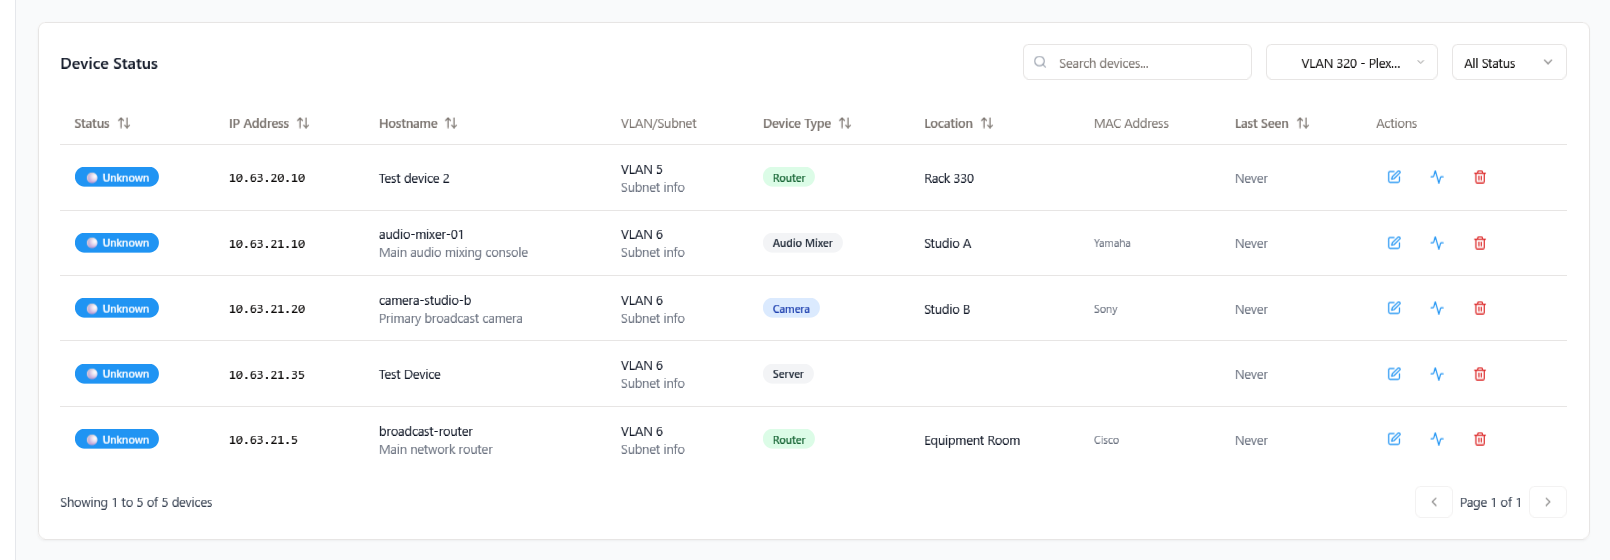 Device Status
Search devices...
VLAN 320 - Plex...
All Status
Status IP Address Hostname VLAN/Subnet Device Type Location MAC Address Last Seen Actions
Unknown 10.63.20.10 Test device 2 VLAN 5 Router Rack 330 Never
Subnet info
Unknown 10.63.21.10 audio-mixer-01 VLAN 6 Audio Mixer Studio A Yamaha Never
Main audio mixing console Subnet info
Unknown 10.63.21.20 camera-studio-b VLAN 6 Camera Studio B Sony Never
Primary broadcast camera Subnet info
Unknown 10.63.21.35 Test Device VLAN 6 Server Never
Subnet info
Unknown 10.63.21.5 broadcast-router VLAN 6 Router Equipment Room Cisco Never
Main network router Subnet info
Showing 1 to 5 of 5 devices
Page 1 of 1